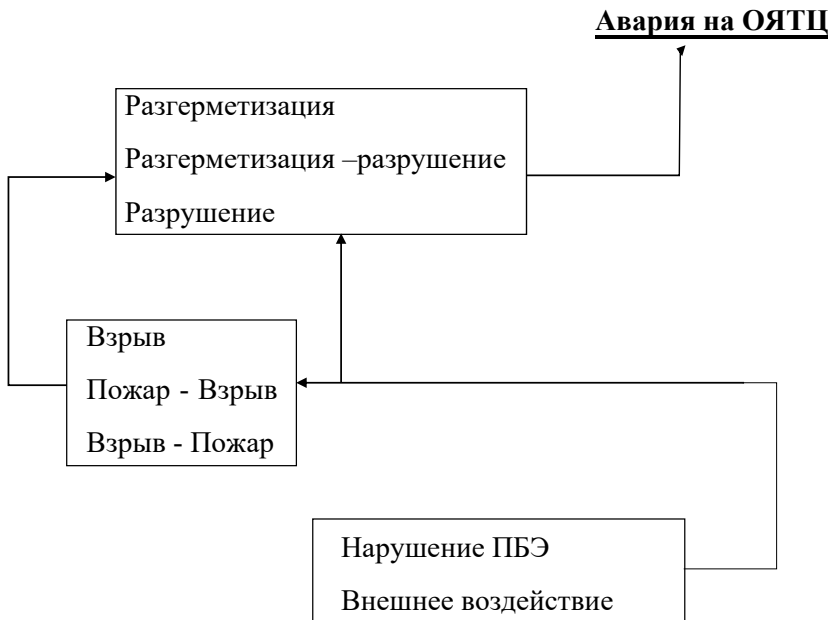 Авария на ОЯТЦ
Разгерметизация
Разгерметизация –разрушение
Разрушение
Взрыв
Пожар - Взрыв
Взрыв - Пожар
Нарушение ПБЭ
Внешнее воздействие